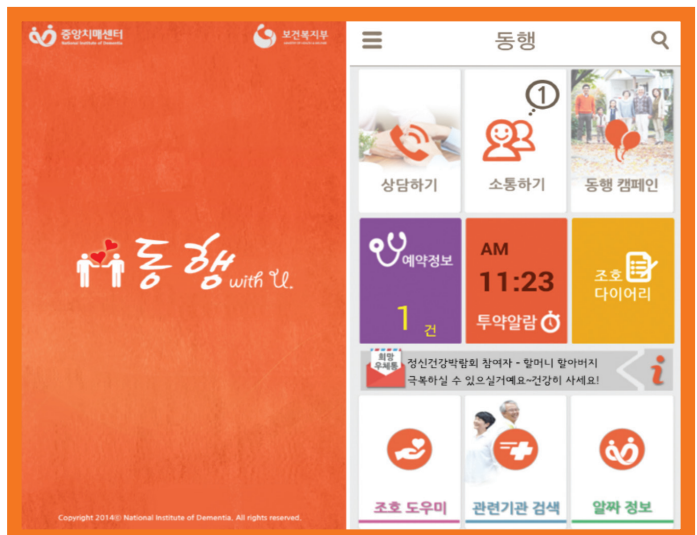 중앙치매센터
National Institute of Dementia
보건복지부
동행
with U.
Copyright 2014ⓒ National Institute of Dementia. All rights reserved.
동행
상담하기
1
소통하기
동행 캠페인
예약정보
1 건
AM
11:23
투약알람
조호
다이어리
희망
우체통
정신건강박람회 참여자 - 할머니 할아버지
극복하실 수 있으실거예요~건강히 사세요!
i
조호 도우미
관련기관 검색
알짜 정보